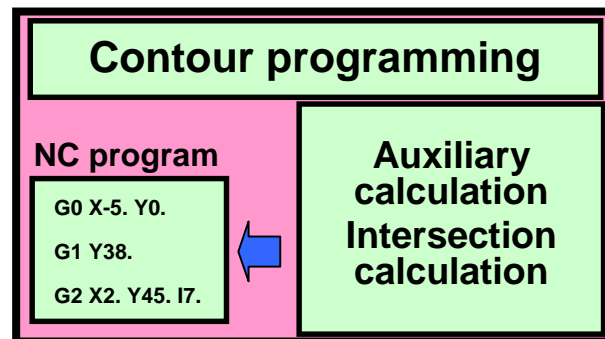 Contour programming
NC program
G0 X-5. Y0.
G1 Y38.
G2 X2. Y45. I7.
Auxiliary
calculation
Intersection
calculation